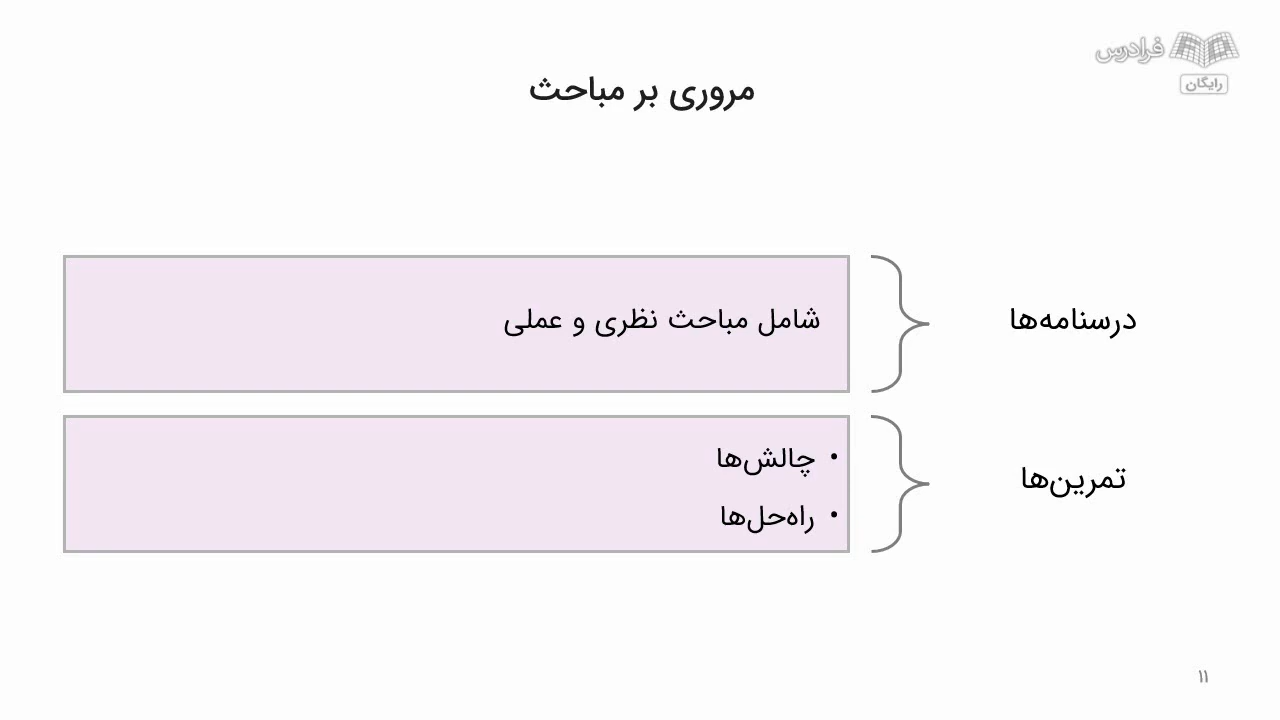 فرادرس
رایگان
مروری بر مباحث
درسنامه‌ها
شامل مباحث نظری و عملی
تمرین‌ها
• چالش‌ها
• راه‌حل‌ها
۱۱